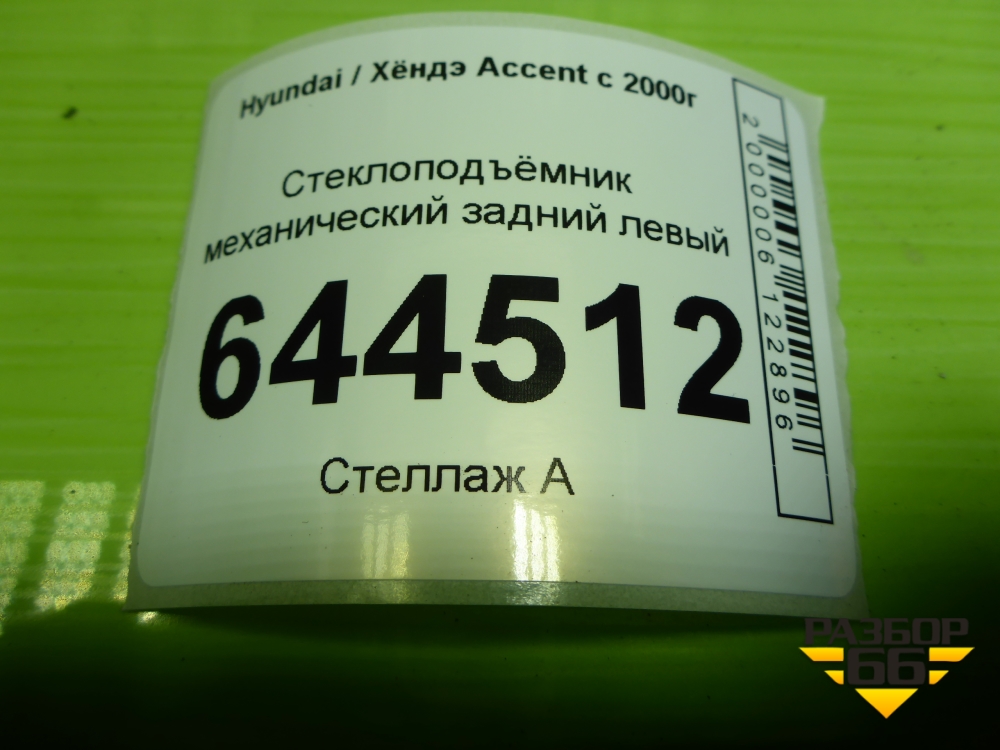 Hyundai / Хёндэ Accent с 2000г
Стеклоподъёмник
механический задний левый
644512
Стеллаж А
2000006122896
РАЗБОР
66